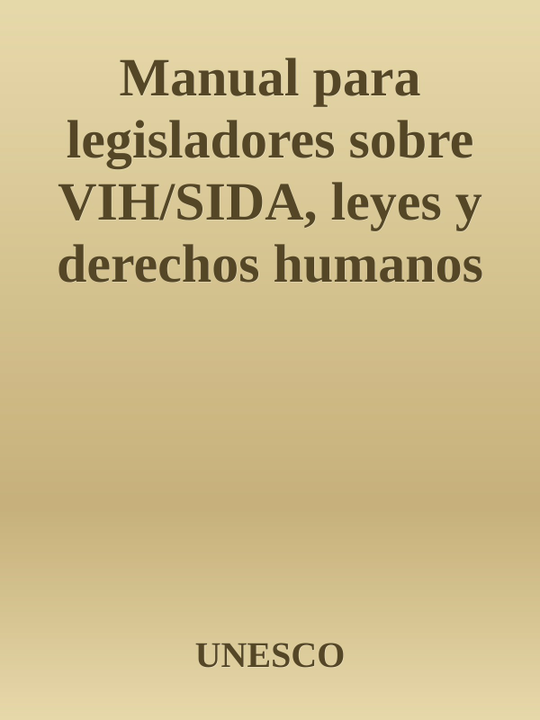 Manual para
legisladores sobre
VIH/SIDA, leyes y
derechos humanos
UNESCO